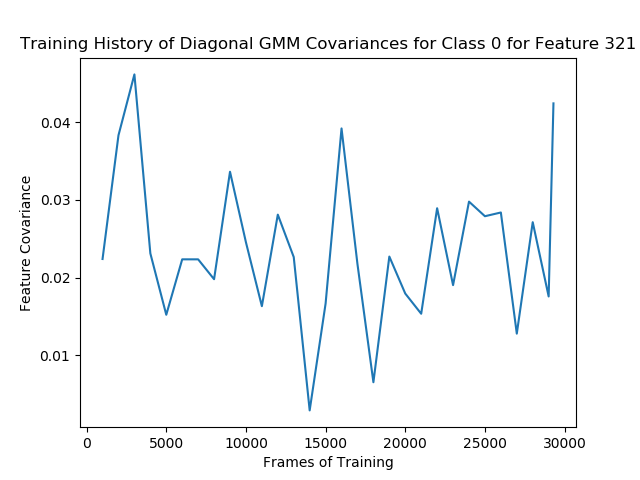 Training History of Diagonal GMM Covariances for Class 0 for Feature 321
Feature Covariance
0.04
0.03
0.02
0.01
0 5000 10000 15000 20000 25000 30000
Frames of Training